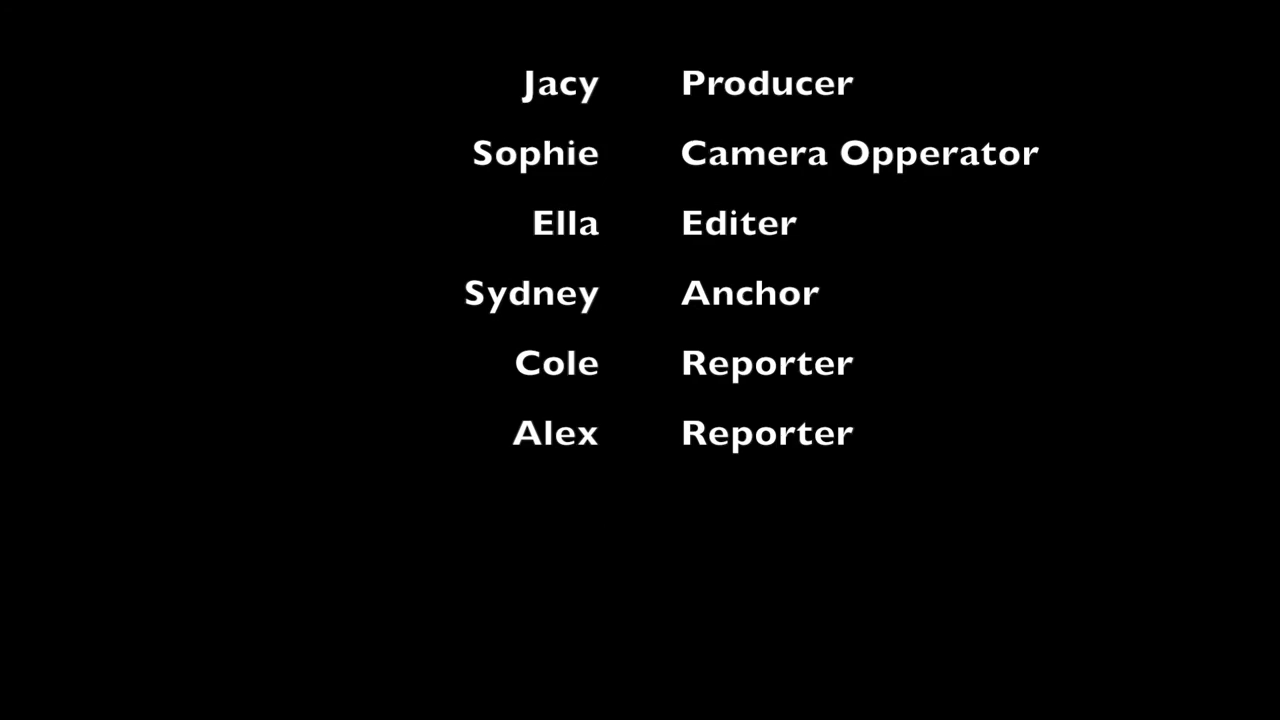 Jacy Producer
Sophie Camera Opperator
Ella Editer
Sydney Anchor
Cole Reporter
Alex Reporter